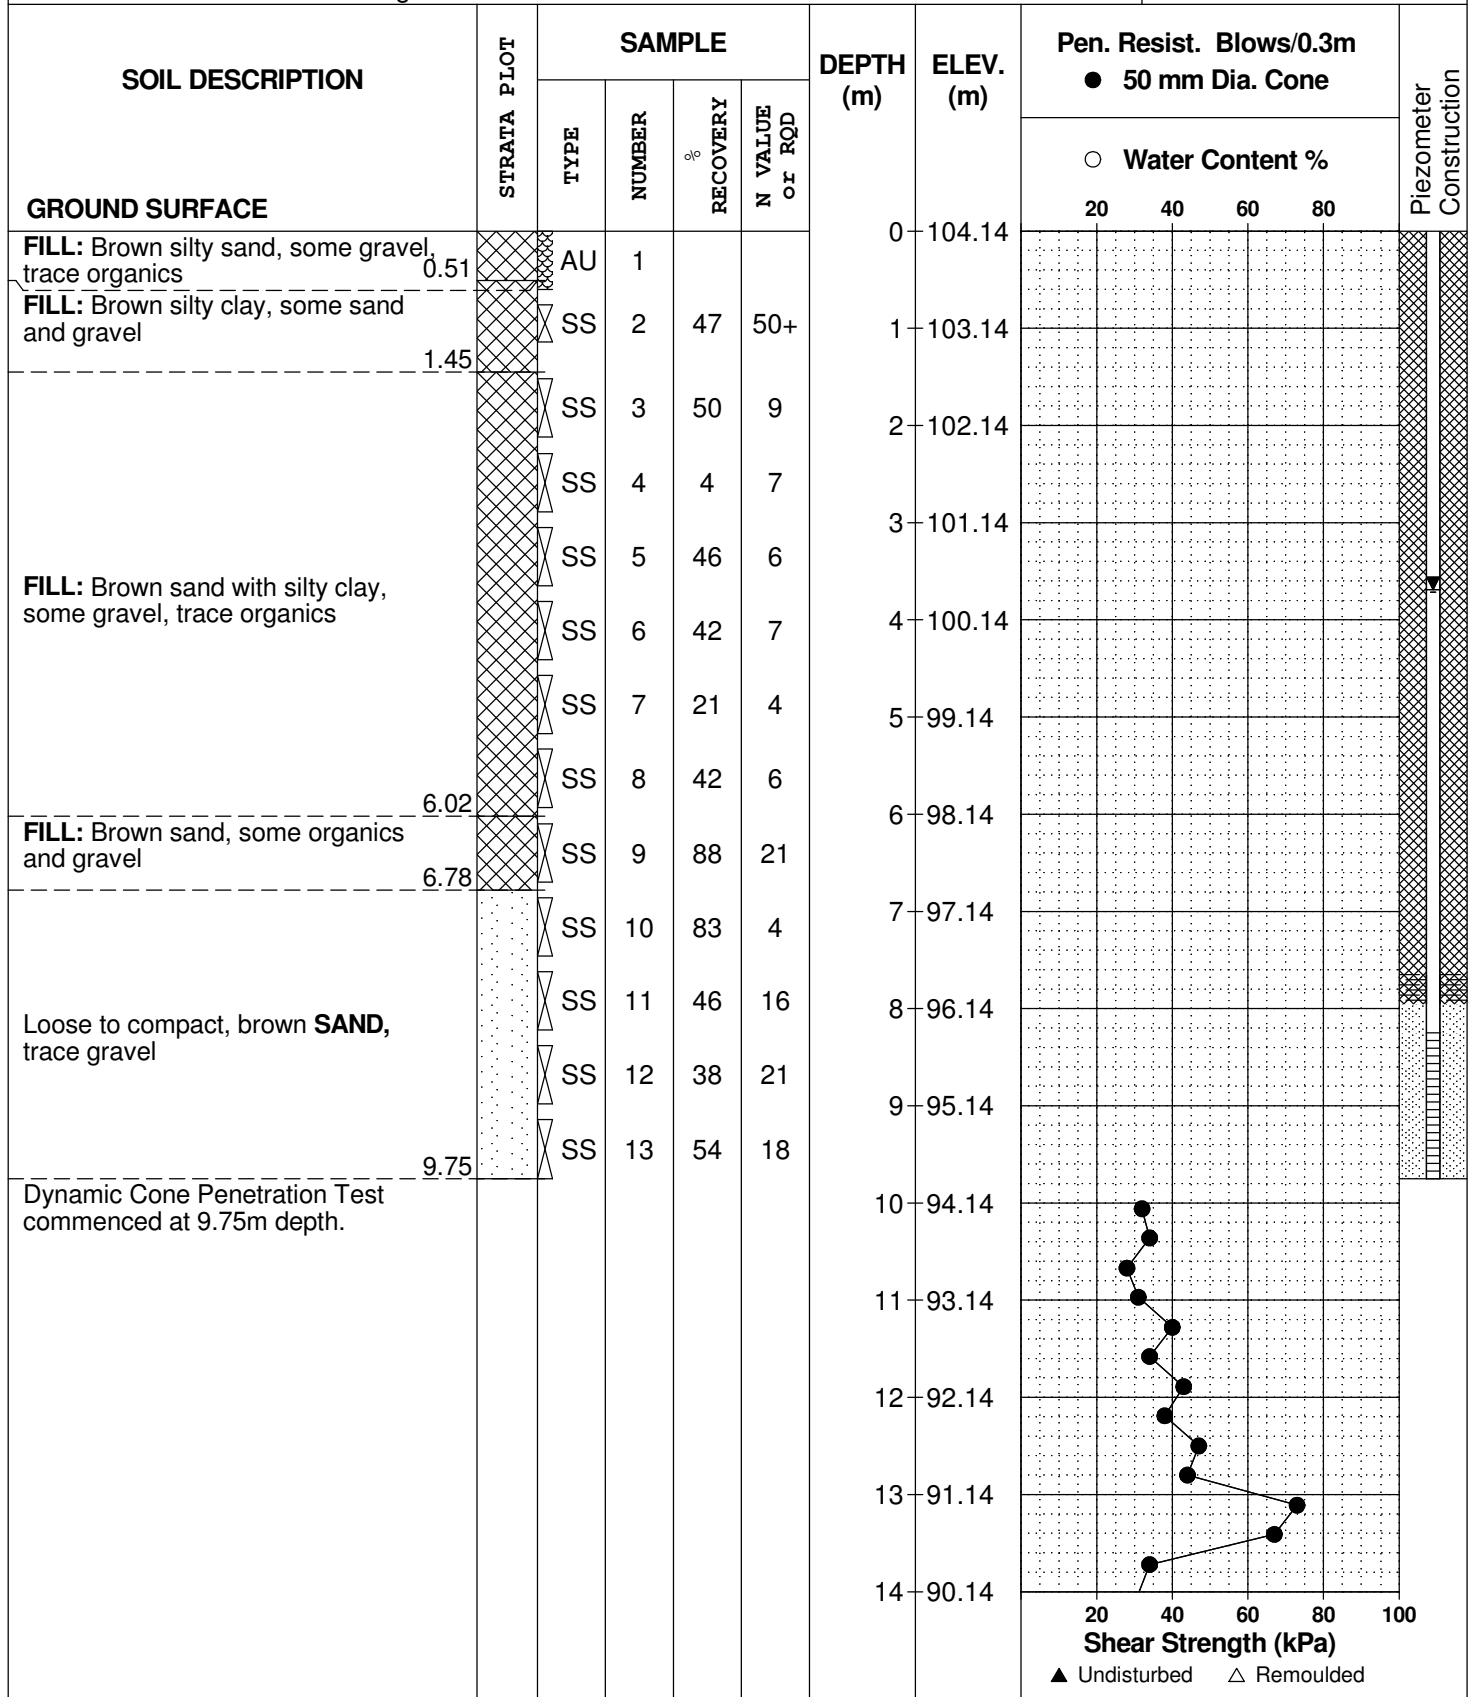 SOIL DESCRIPTION
GROUND SURFACE
STRATA PLOT
SAMPLE
TYPE
NUMBER
%
RECOVERY
N VALUE
or RQD
DEPTH
(m)
ELEV.
(m)
Pen. Resist. Blows/0.3m
● 50 mm Dia. Cone
○ Water Content %
20 40 60 80
Piezometer
Construction
FILL: Brown silty sand, some gravel,
trace organics 0.51
AU 1
FILL: Brown silty clay, some sand
and gravel
1.45
SS 2 47 50+
SS 3 50 9
SS 4 4 7
SS 5 46 6
FILL: Brown sand with silty clay,
some gravel, trace organics
SS 6 42 7
SS 7 21 4
SS 8 42 6
6.02
FILL: Brown sand, some organics
and gravel
6.78
SS 9 88 21
SS 10 83 4
SS 11 46 16
Loose to compact, brown SAND,
trace gravel
SS 12 38 21
SS 13 54 18
9.75
Dynamic Cone Penetration Test
commenced at 9.75m depth.
0 104.14
1 103.14
2 102.14
3 101.14
4 100.14
5 99.14
6 98.14
7 97.14
8 96.14
9 95.14
10 94.14
11 93.14
12 92.14
13 91.14
14 90.14
20 40 60 80 100
Shear Strength (kPa)
▲ Undisturbed △ Remoulded